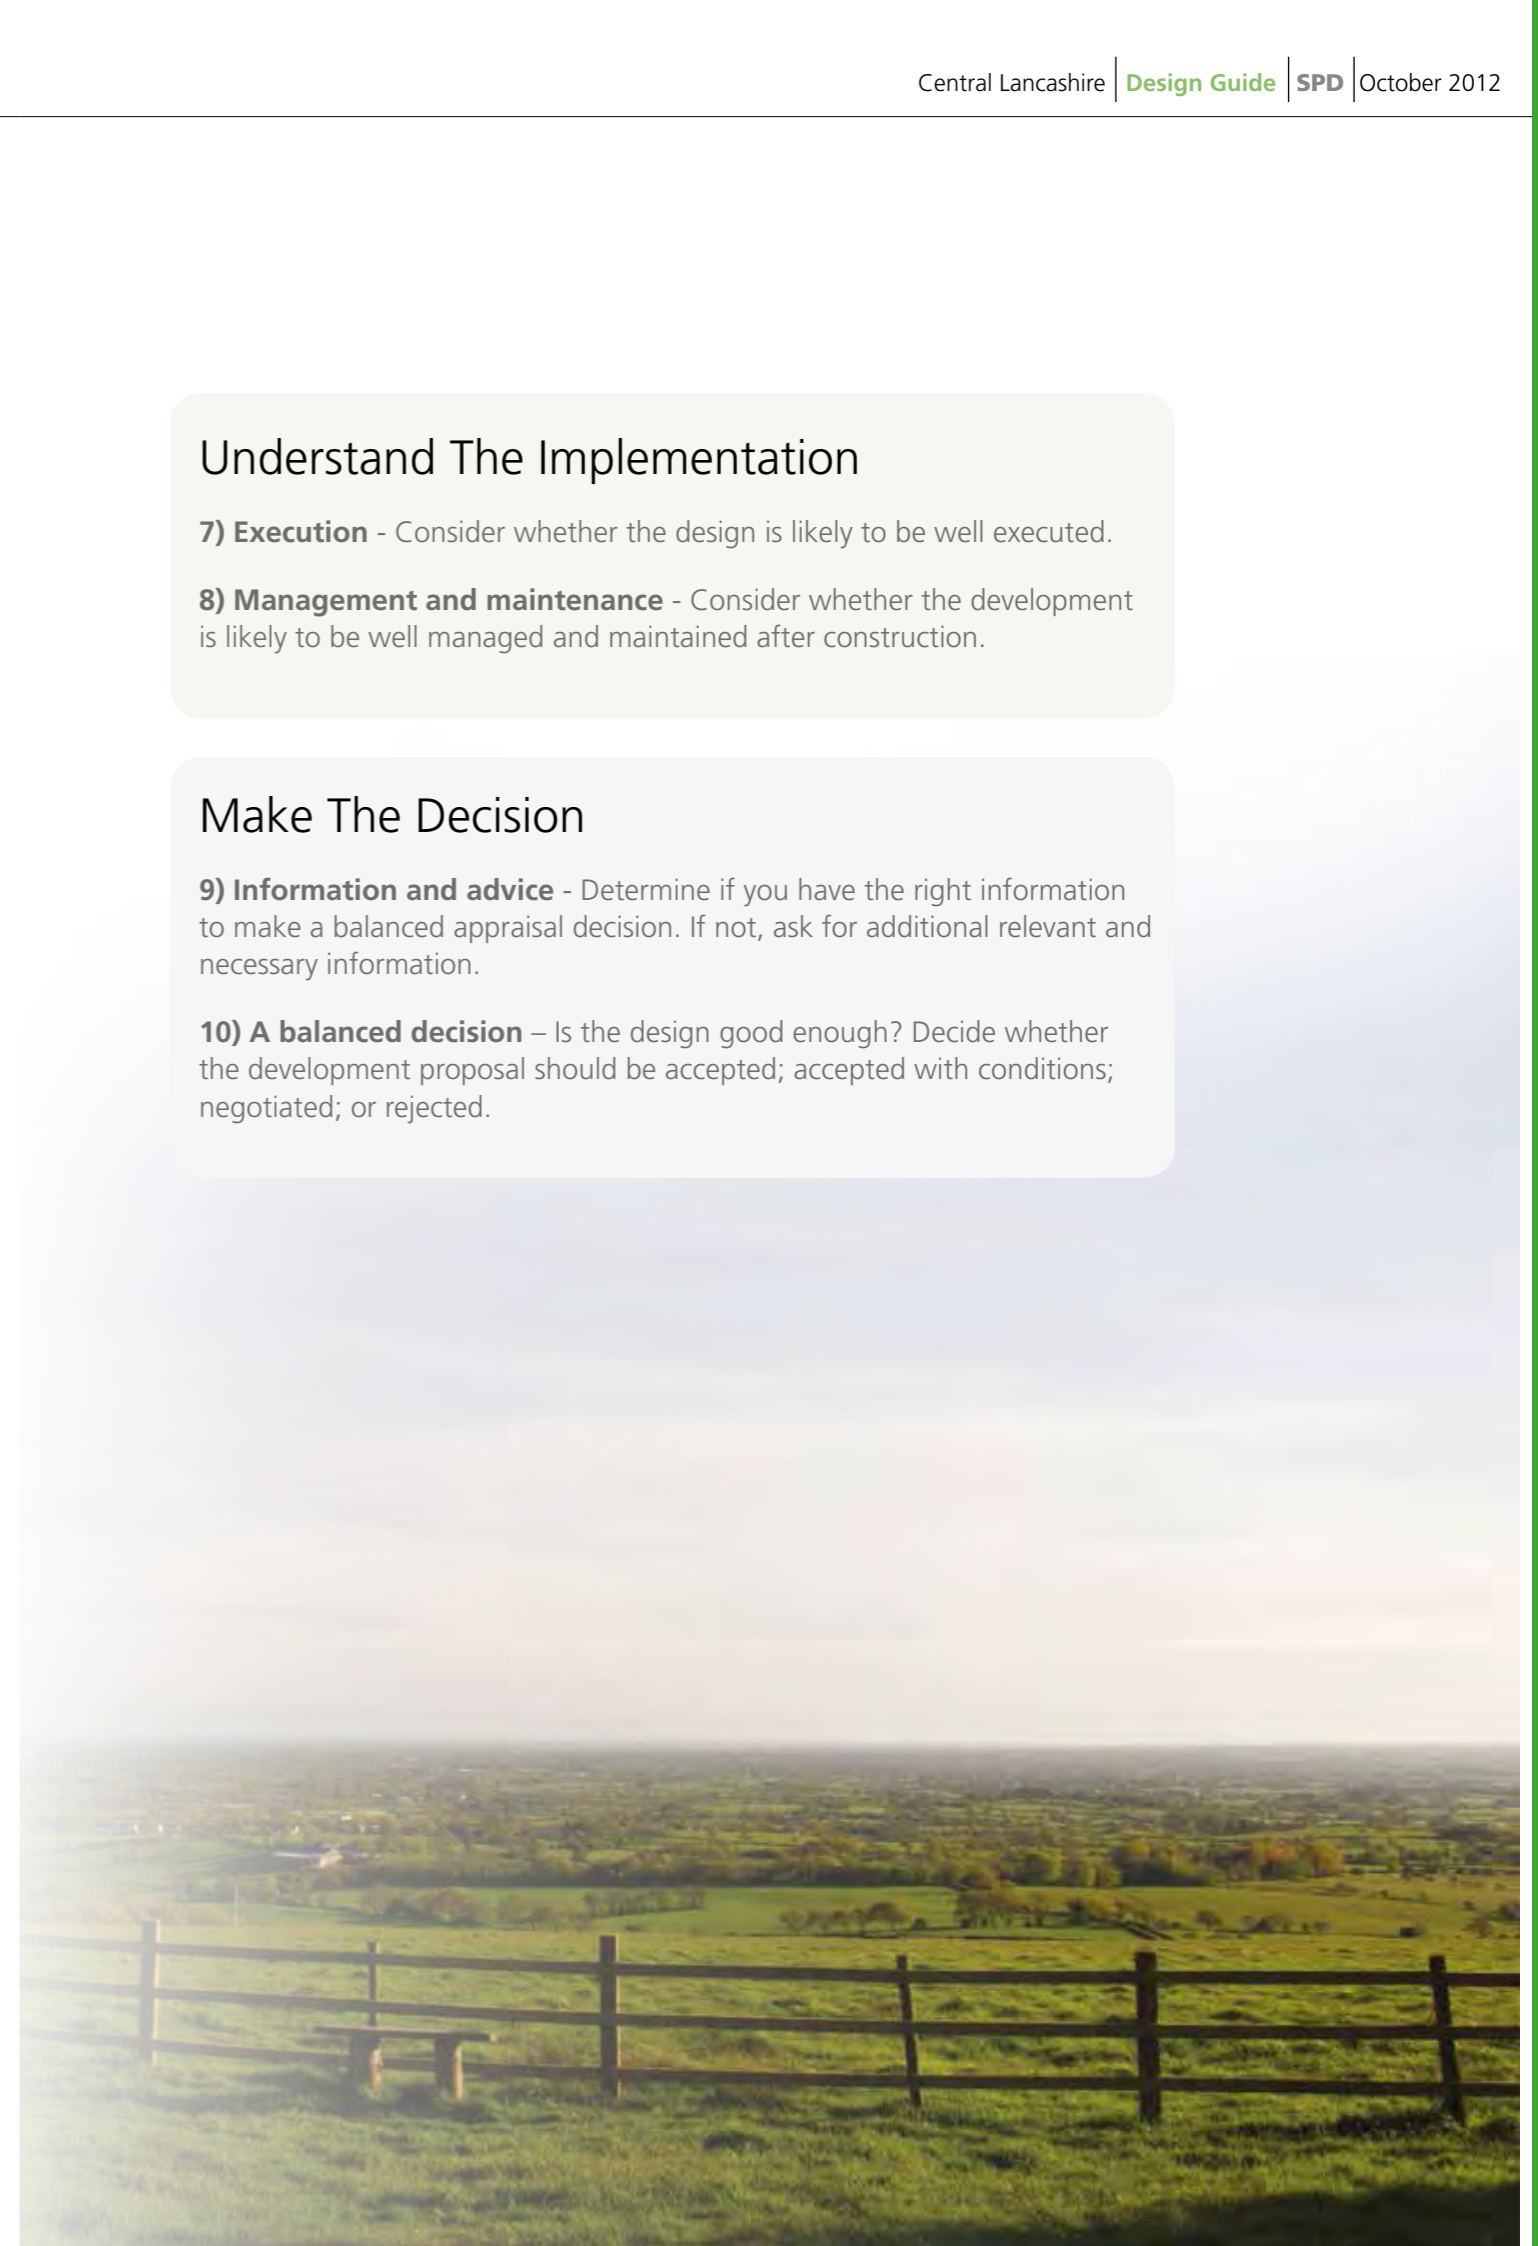 Central Lancashire Design Guide SPD October 2012
Understand The Implementation
7) Execution - Consider whether the design is likely to be well executed.
8) Management and maintenance - Consider whether the development
is likely to be well managed and maintained after construction.
Make The Decision
9) Information and advice - Determine if you have the right information
to make a balanced appraisal decision. If not, ask for additional relevant and
necessary information.
10) A balanced decision – Is the design good enough? Decide whether
the development proposal should be accepted; accepted with conditions;
negotiated; or rejected.